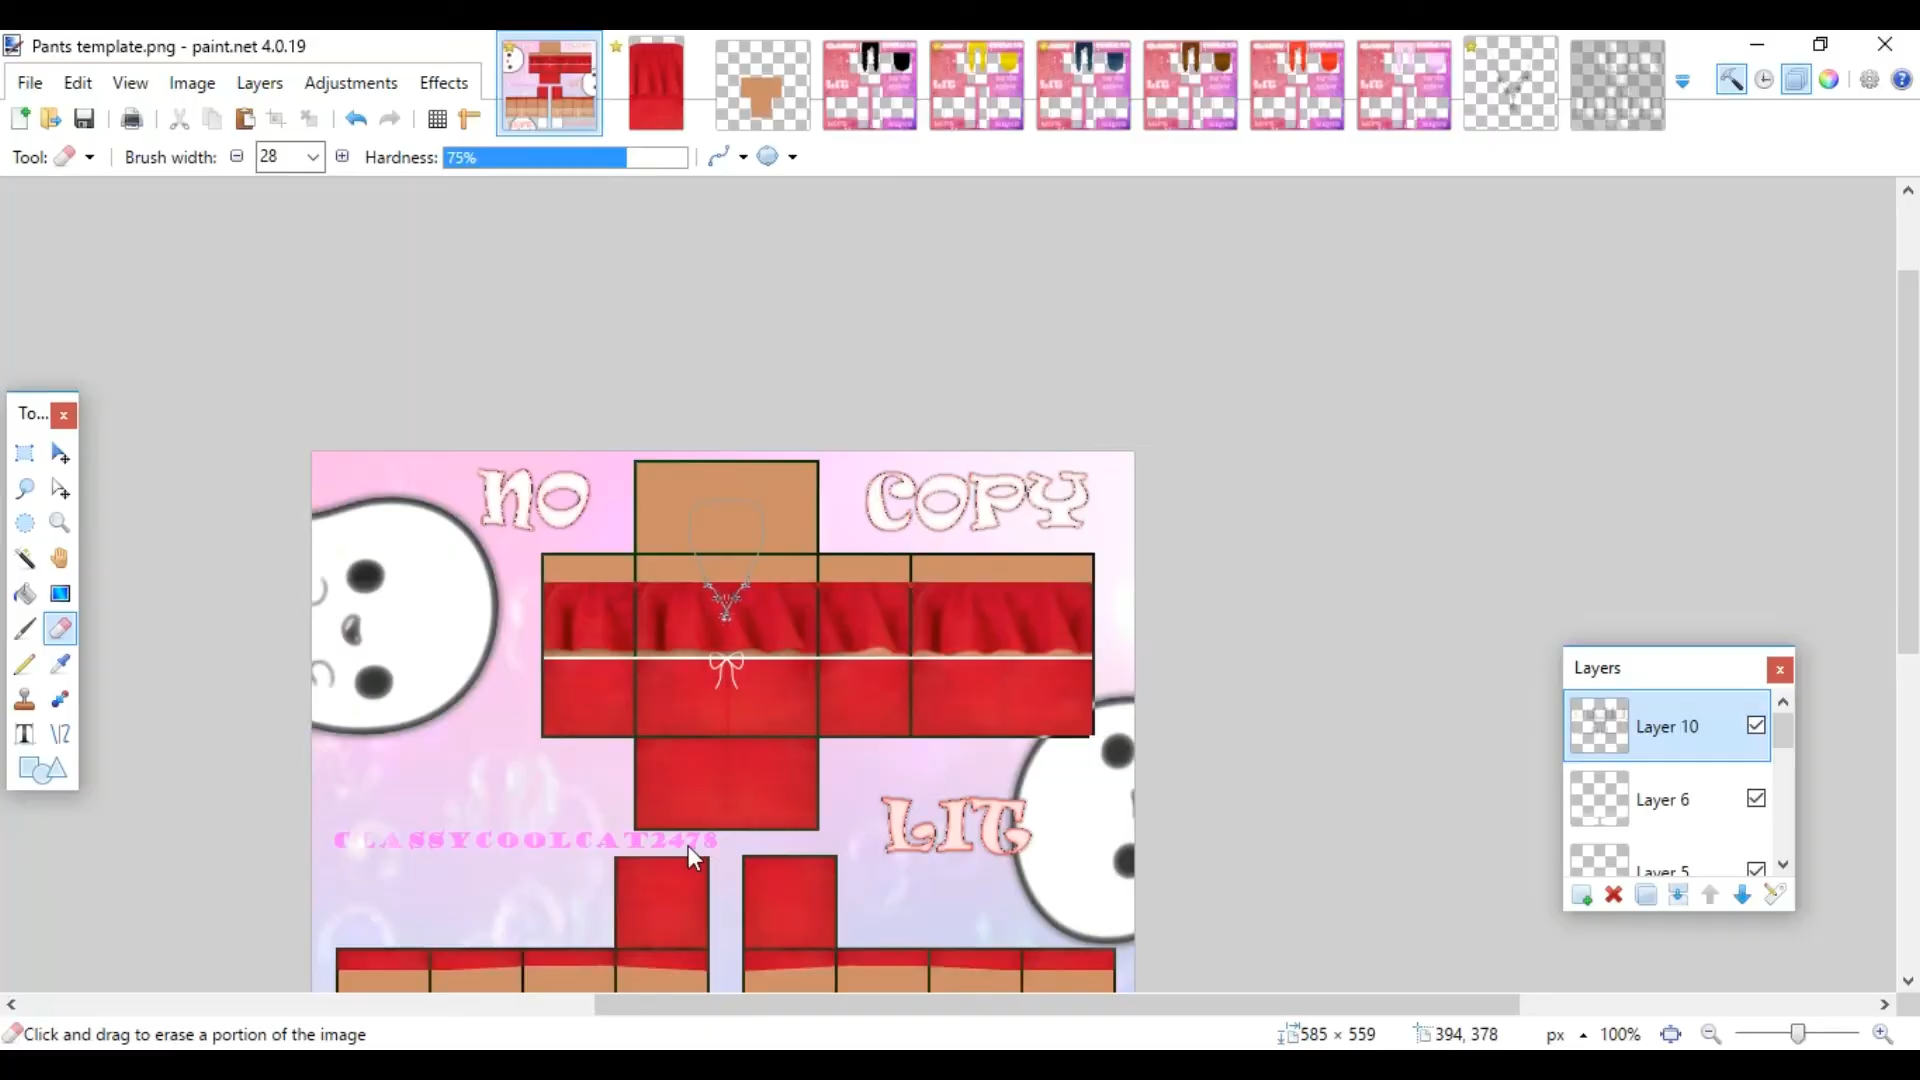 Pants template.png - paint.net 4.0.19
File Edit View Image Layers Adjustments Effects
Tool: Brush width: 28 Hardness: 75%
To...
NO COPY
LIT
CLASSYCOOLCAT2478
Layers
Layer 10
Layer 6
Layer 5
Click and drag to erase a portion of the image
585 × 559
394, 378
px
100%